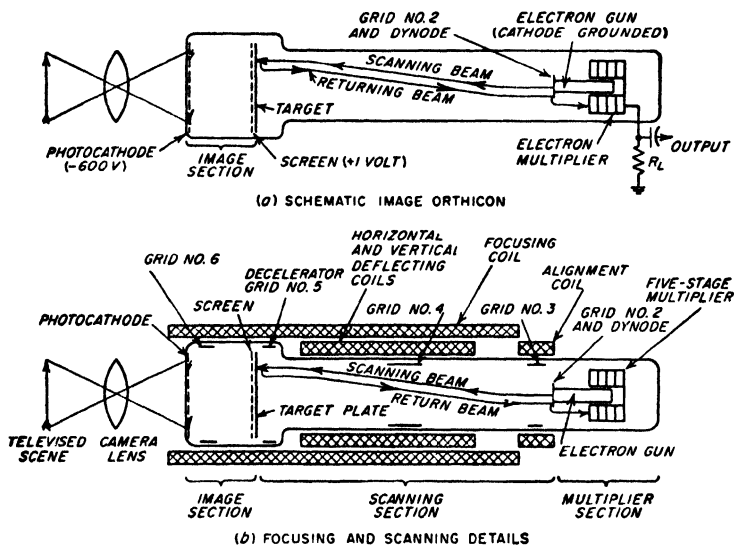 GRID NO. 2
AND DYNODE
ELECTRON GUN
(CATHODE GROUNDED)
SCANNING BEAM
RETURNING BEAM
TARGET
PHOTOCATHODE
(-600 V)
IMAGE
SECTION
SCREEN (+1 VOLT)
ELECTRON
MULTIPLIER
OUTPUT
RL
(a) SCHEMATIC IMAGE ORTHICON
GRID NO. 6
DECELERATOR
GRID NO. 5
HORIZONTAL
AND VERTICAL
DEFLECTING
COILS
FOCUSING
COIL
ALIGNMENT
COIL
FIVE-STAGE
MULTIPLIER
SCREEN
GRID NO. 4
GRID NO. 3
GRID NO. 2
AND DYNODE
PHOTOCATHODE
SCANNING BEAM
RETURN BEAM
TARGET PLATE
TELEVISED
SCENE
CAMERA
LENS
ELECTRON GUN
IMAGE
SECTION
SCANNING
SECTION
MULTIPLIER
SECTION
(b) FOCUSING AND SCANNING DETAILS